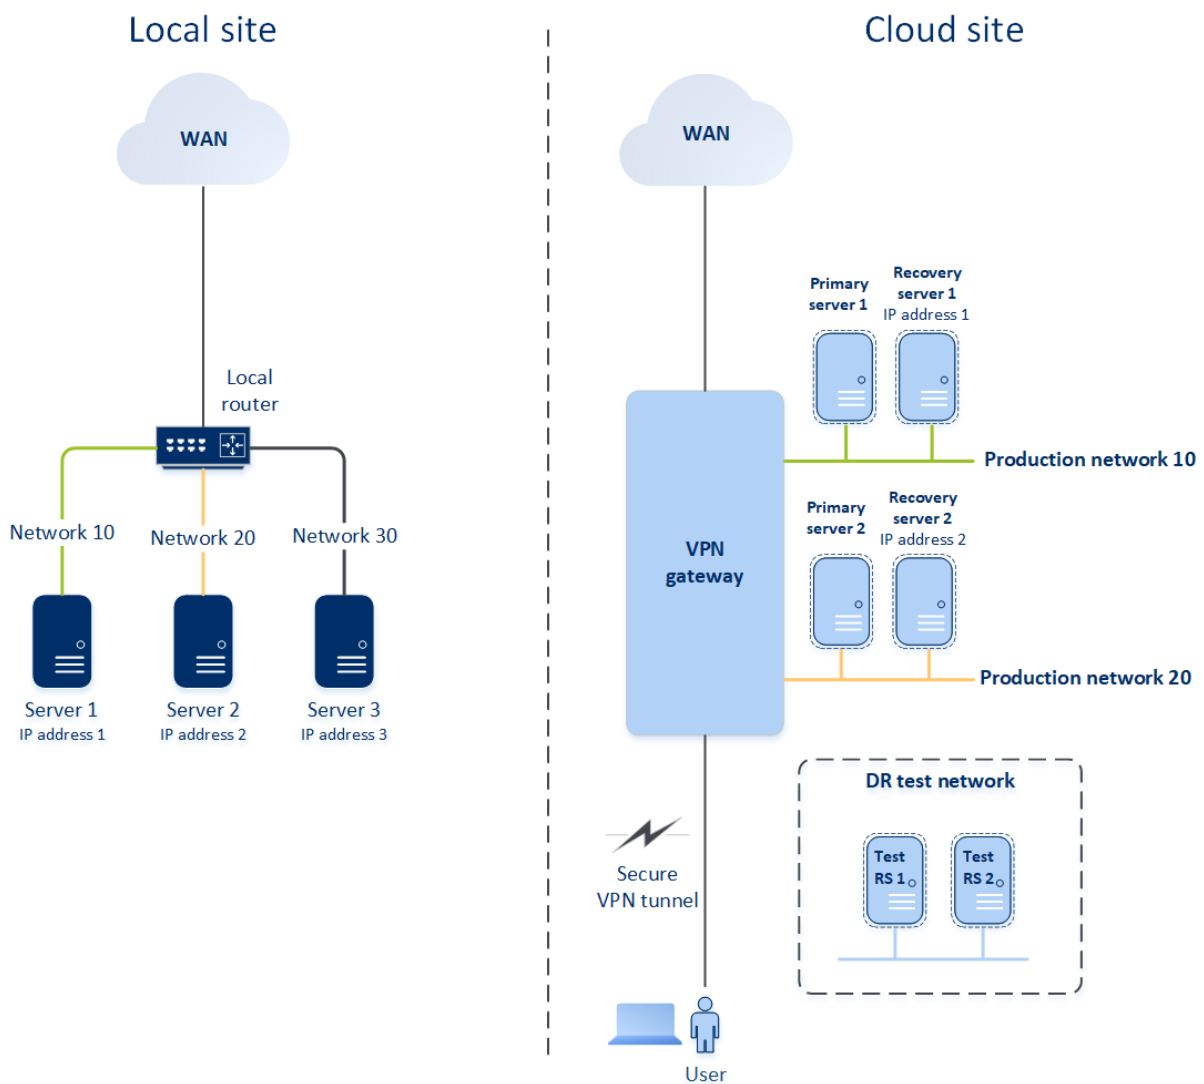 Local site
WAN
Local
router
Network 10
Network 20
Network 30
Server 1
IP address 1
Server 2
IP address 2
Server 3
IP address 3
Cloud site
WAN
Primary
server 1
Recovery
server 1
IP address 1
Production network 10
VPN
gateway
Primary
server 2
Recovery
server 2
IP address 2
Production network 20
Secure
VPN tunnel
User
DR test network
Test
RS 1
Test
RS 2